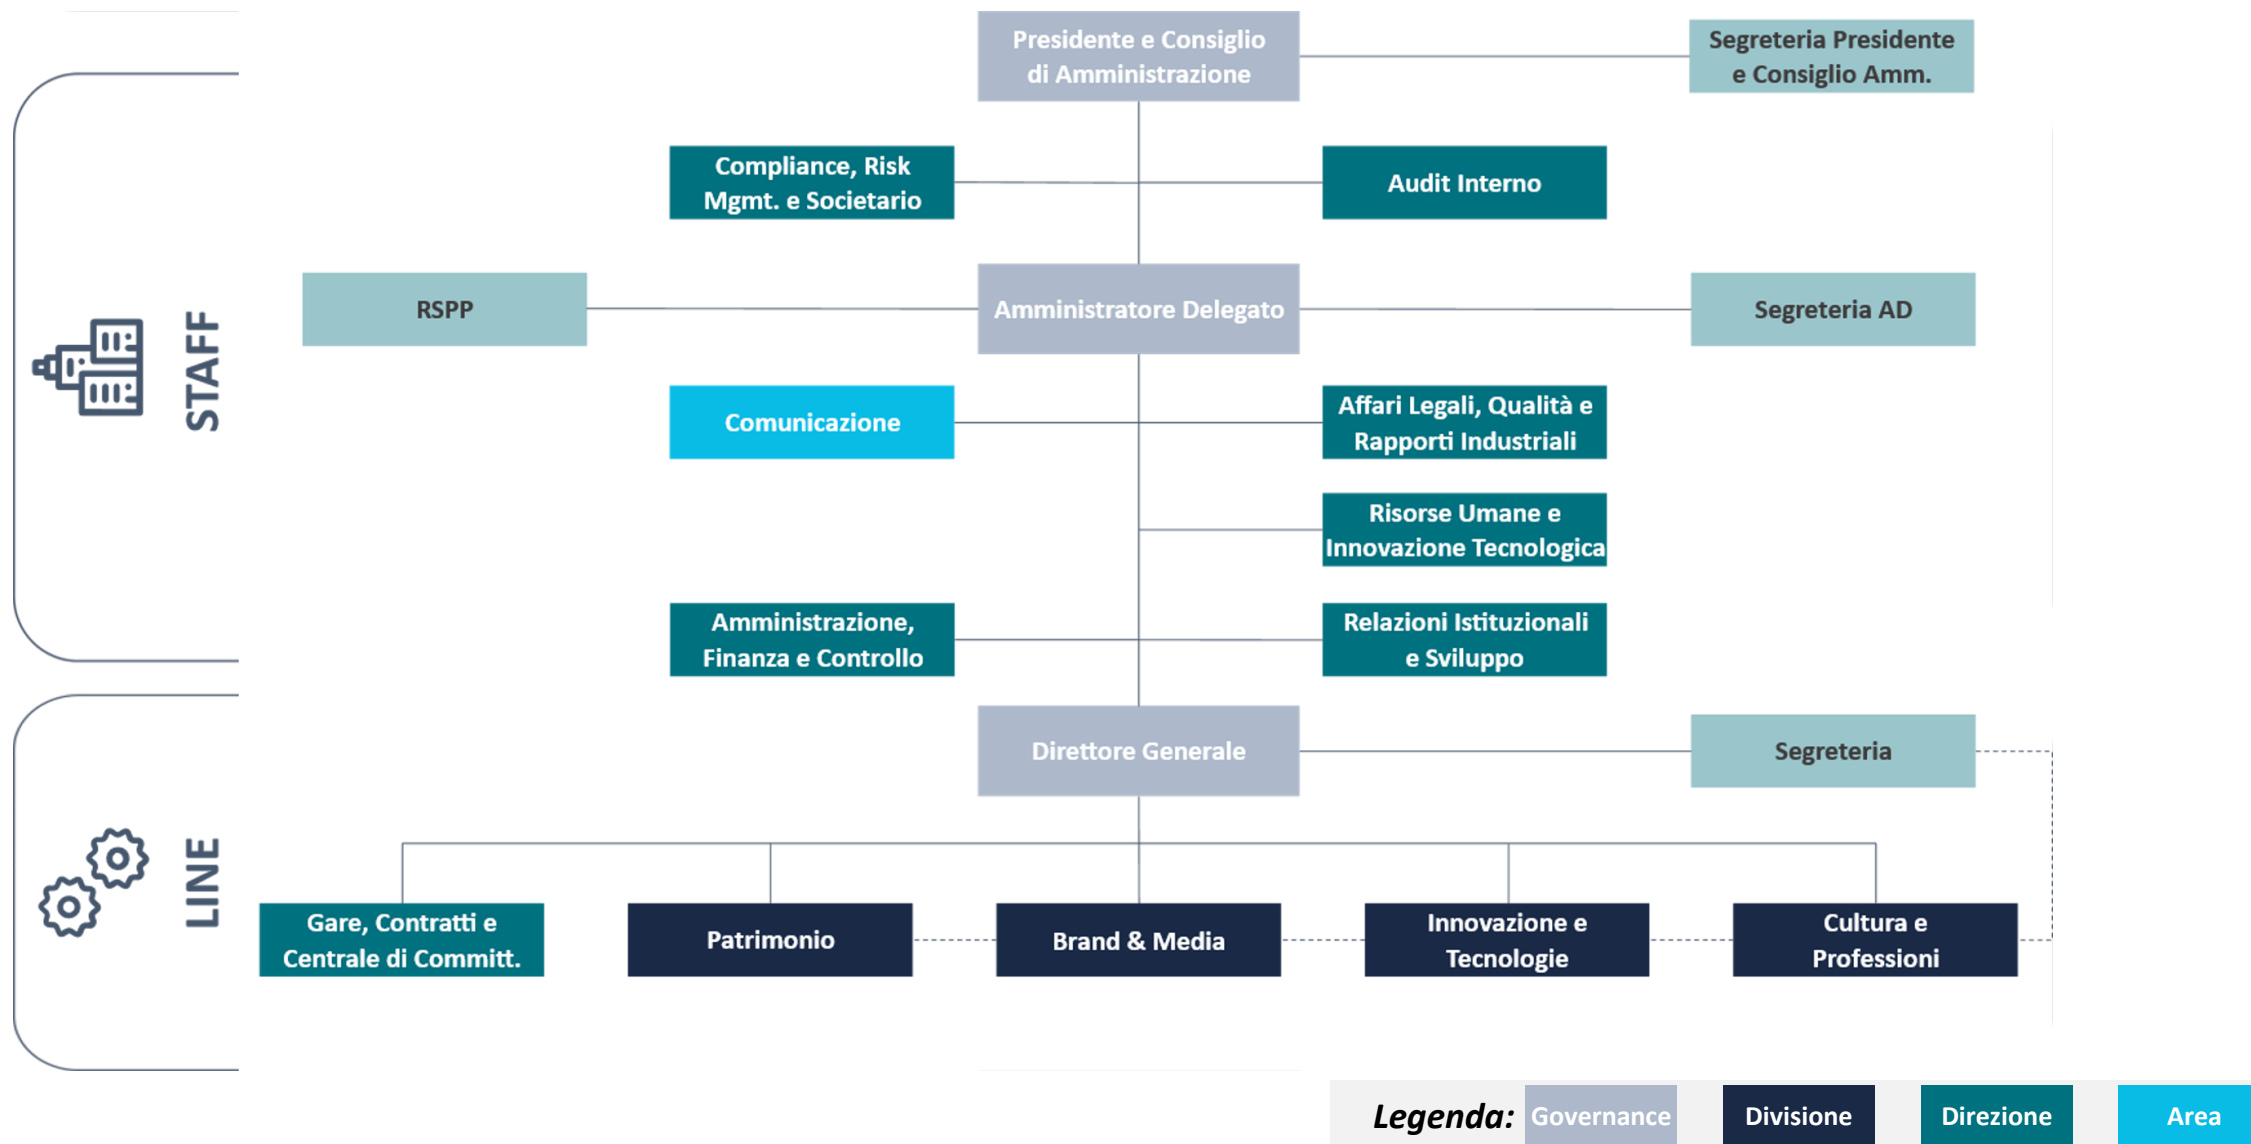 Presidente e Consiglio
di Amministrazione
Segreteria Presidente
e Consiglio Amm.
Compliance, Risk
Mgmt. e Societario
Audit Interno
RSPP
Amministratore Delegato
Segreteria AD
STAFF
Comunicazione
Affari Legali, Qualità e
Rapporti Industriali
Risorse Umane e
Innovazione Tecnologica
Amministrazione,
Finanza e Controllo
Relazioni Istituzionali
e Sviluppo
Direttore Generale
Segreteria
LINE
Gare, Contratti e
Centrale di Committ.
Patrimonio
Brand & Media
Innovazione e
Tecnologie
Cultura e
Professioni
Legenda:
Governance
Divisione
Direzione
Area